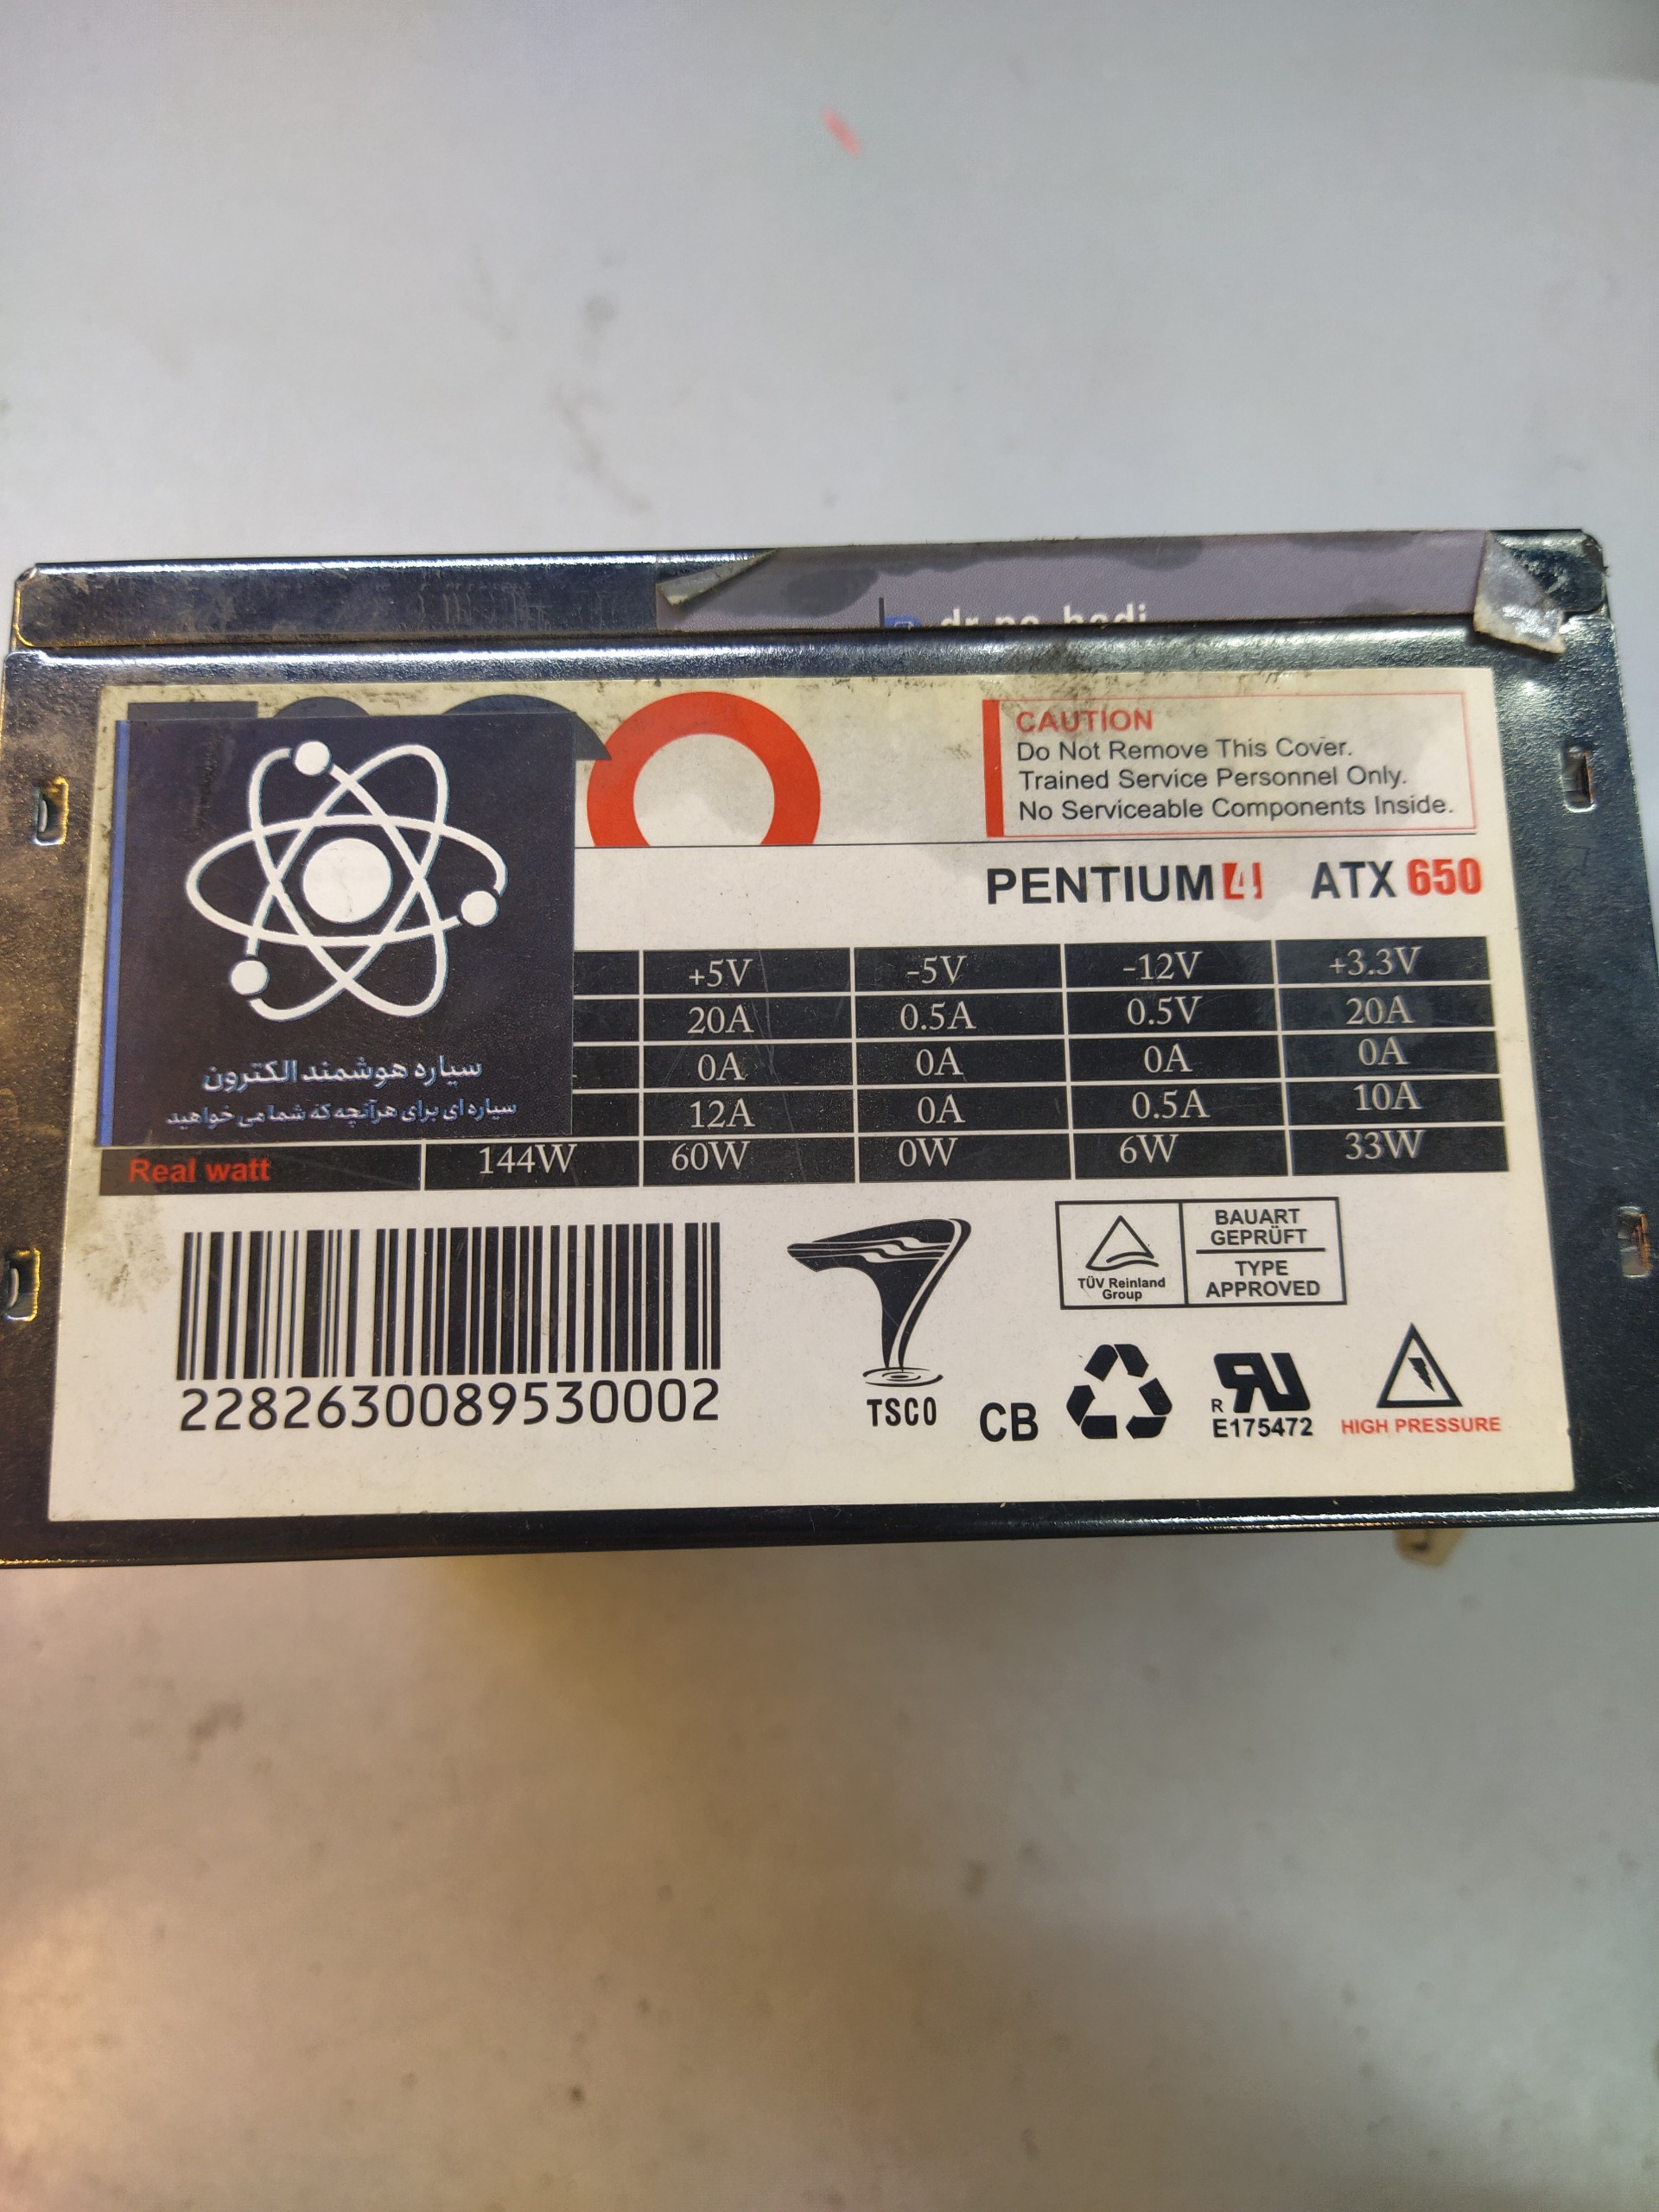 CAUTION
Do Not Remove This Cover.
Trained Service Personnel Only.
No Serviceable Components Inside.
PENTIUM 4 ATX 650
سیاره هوشمند الکترون
سیاره ای برای هرآنچه که شما می خواهید
+5V -5V -12V +3.3V
20A 0.5A 0.5V 20A
0A 0A 0A 0A
12A 0A 0.5A 10A
Real watt 144W 60W 0W 6W 33W
2282630089530002
TSCO
TÜV Reinland
Group
BAUART
GEPRÜFT
TYPE
APPROVED
CB
R
E175472
HIGH PRESSURE